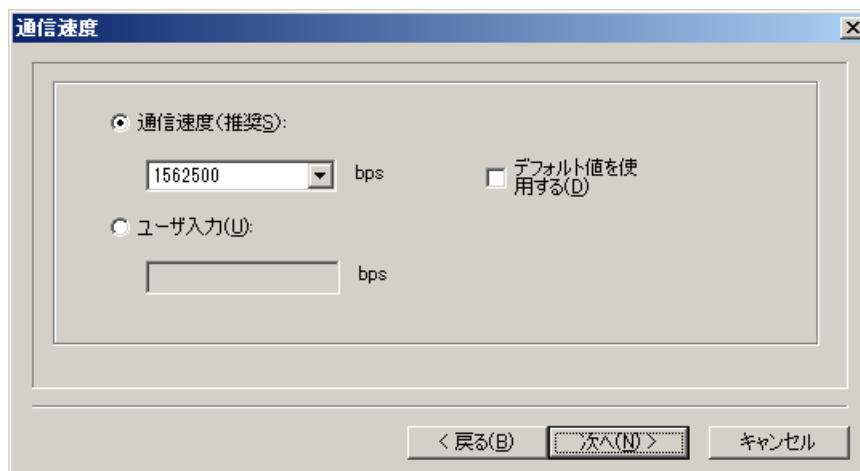 通信速度
通信速度(推奨S):
1562500 bps
デフォルト値を使
用する(D)
ユーザ入力(U):
bps
< 戻る(B) 次へ(N) > キャンセル